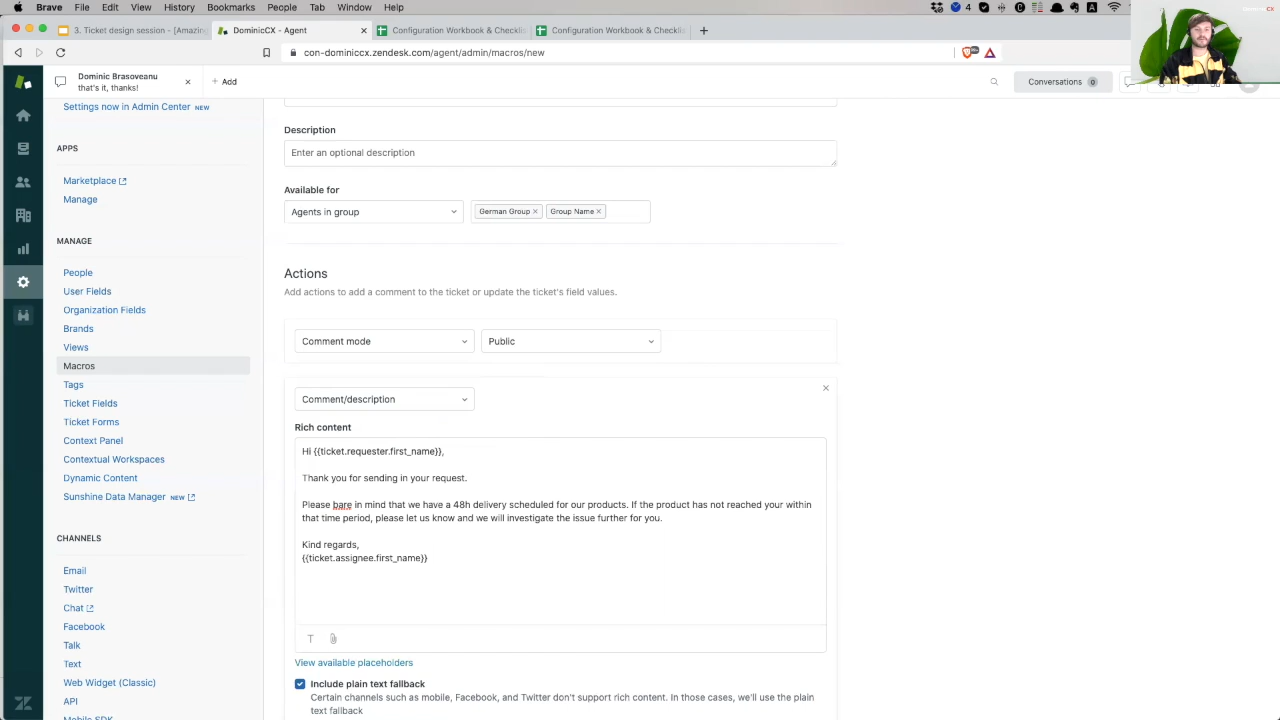 Brave File Edit View History Bookmarks People Tab Window Help
3. Ticket design session - [Amazing
DominicCX - Agent
Configuration Workbook & Checklis
Configuration Workbook & Checklis
con-dominiccx.zendesk.com/agent/admin/macros/new
Dominic Brasoveanu
that's it, thanks!
Add
Conversations 0
Settings now in Admin Center NEW
APPS
Marketplace
Manage
MANAGE
People
User Fields
Organization Fields
Brands
Views
Macros
Tags
Ticket Fields
Ticket Forms
Context Panel
Contextual Workspaces
Dynamic Content
Sunshine Data Manager NEW
CHANNELS
Email
Twitter
Chat
Facebook
Talk
Text
Web Widget (Classic)
API
Mobile SDK
Description
Enter an optional description
Available for
Agents in group
German Group
Group Name
Actions
Add actions to add a comment to the ticket or update the ticket's field values.
Comment mode
Public
Comment/description
Rich content
Hi {{ticket.requester.first_name}},
Thank you for sending in your request.
Please bare in mind that we have a 48h delivery scheduled for our products. If the product has not reached your within
that time period, please let us know and we will investigate the issue further for you.
Kind regards,
{{ticket.assignee.first_name}}
View available placeholders
Include plain text fallback
Certain channels such as mobile, Facebook, and Twitter don't support rich content. In those cases, we'll use the plain
text fallback